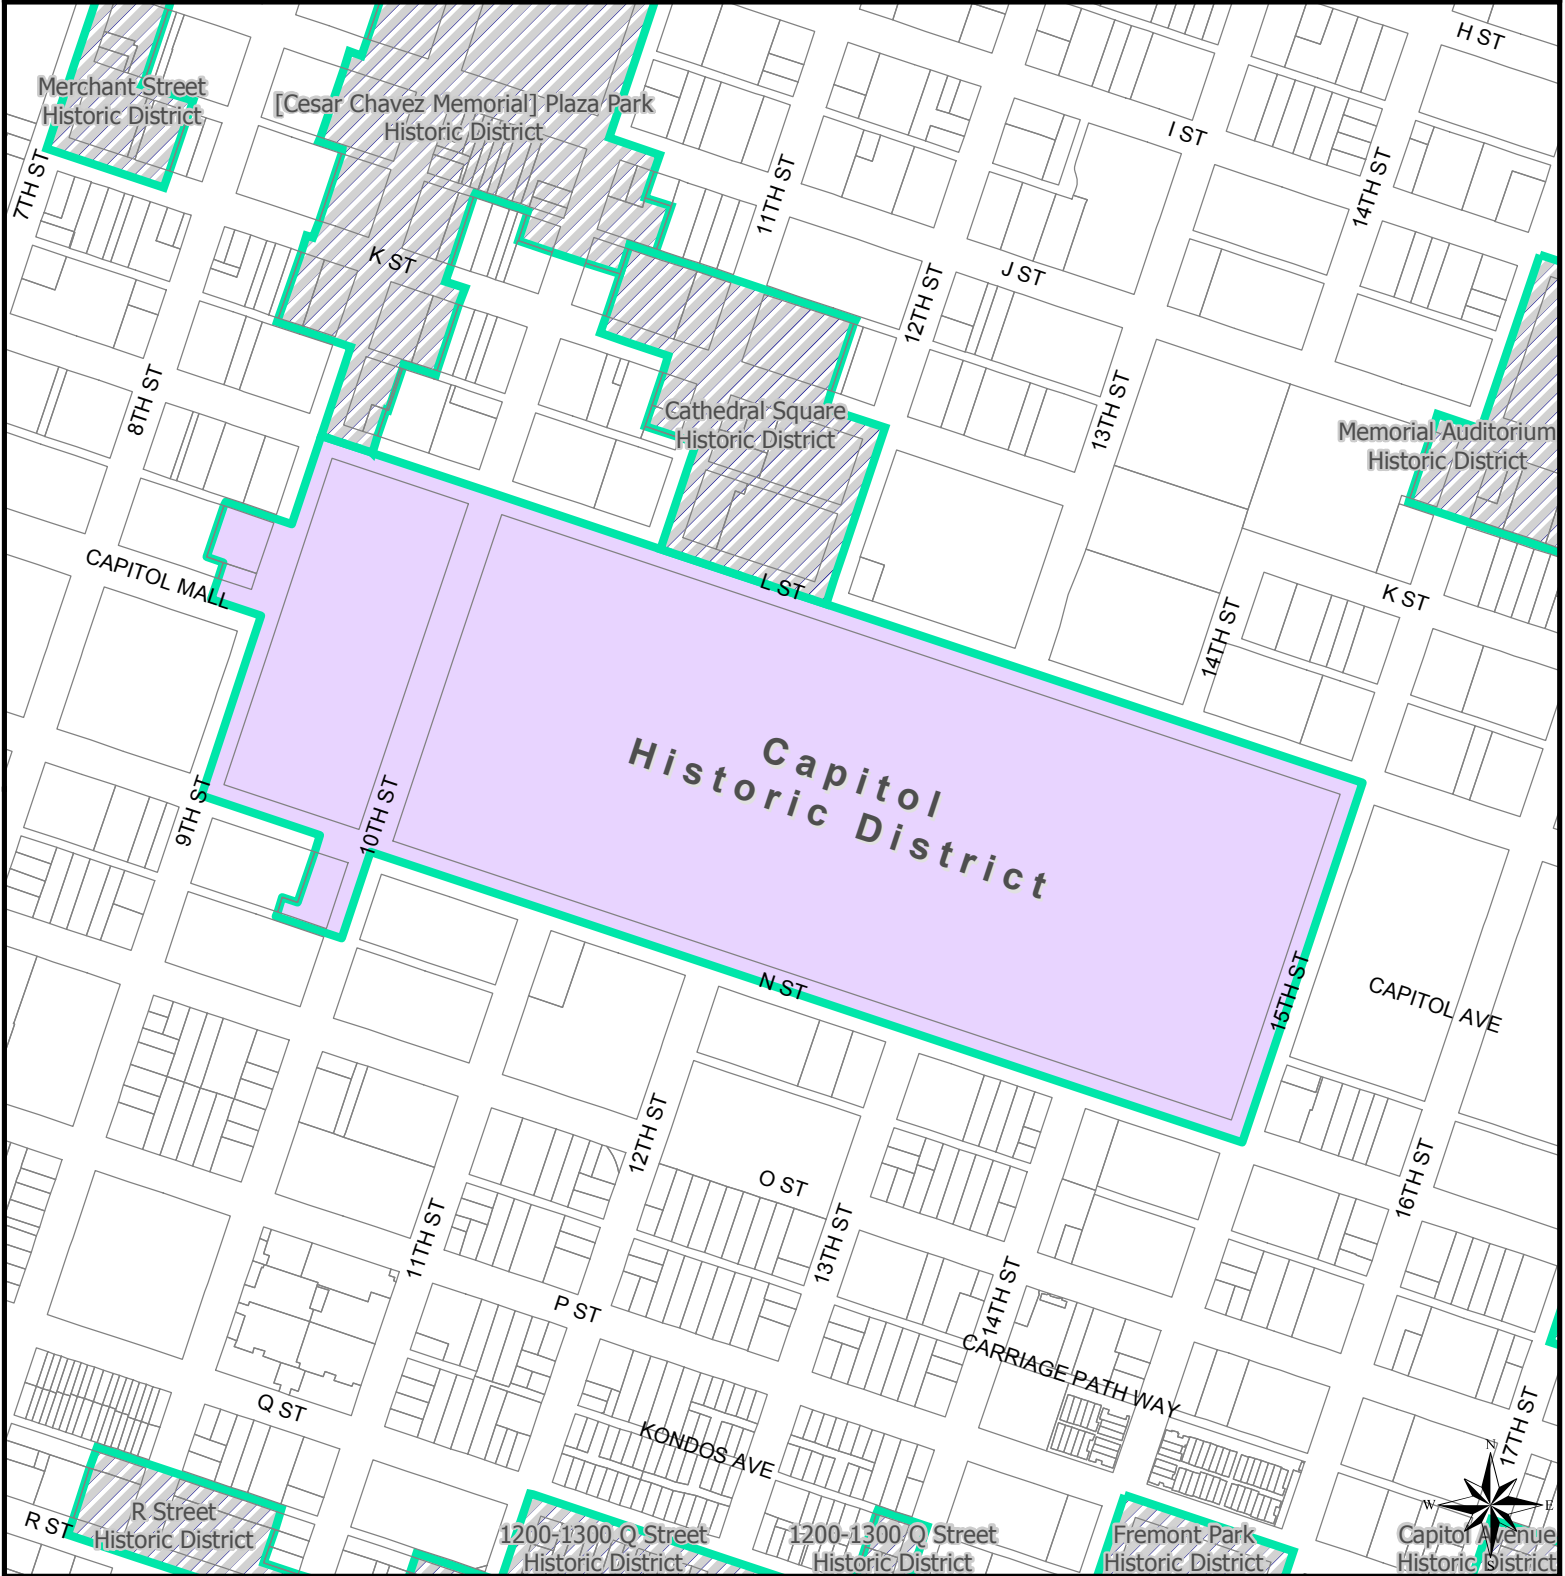 H ST
Merchant Street
Historic District
[Cesar Chavez Memorial] Plaza Park
Historic District
I ST
7TH ST
11TH ST
14TH ST
K ST
J ST
12TH ST
8TH ST
13TH ST
Cathedral Square
Historic District
Memorial Auditorium
Historic District
CAPITOL MALL
L ST
K ST
14TH ST
Capitol
Historic District
9TH ST
10TH ST
N ST
15TH ST
CAPITOL AVE
12TH ST
O ST
16TH ST
11TH ST
13TH ST
14TH ST
P ST
CARRIAGE PATH WAY
Q ST
KONDOS AVE
17TH ST
N
W
E
S
R ST
R Street
Historic District
1200-1300 Q Street
Historic District
1200-1300 Q Street
Historic District
Fremont Park
Historic District
Capitol Avenue
Historic District